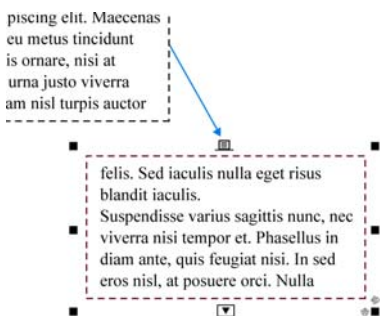 piscing elit. Maecenas
eu metus tincidunt
is ornare, nisi at
urna justo viverra
am nisl turpis auctor
felis. Sed iaculis nulla eget risus
blandit iaculis.
Suspendisse varius sagittis nunc, nec
viverra nisi tempor et. Phasellus in
diam ante, quis feugiat nisi. In sed
eros nisl, at posuere orci. Nulla